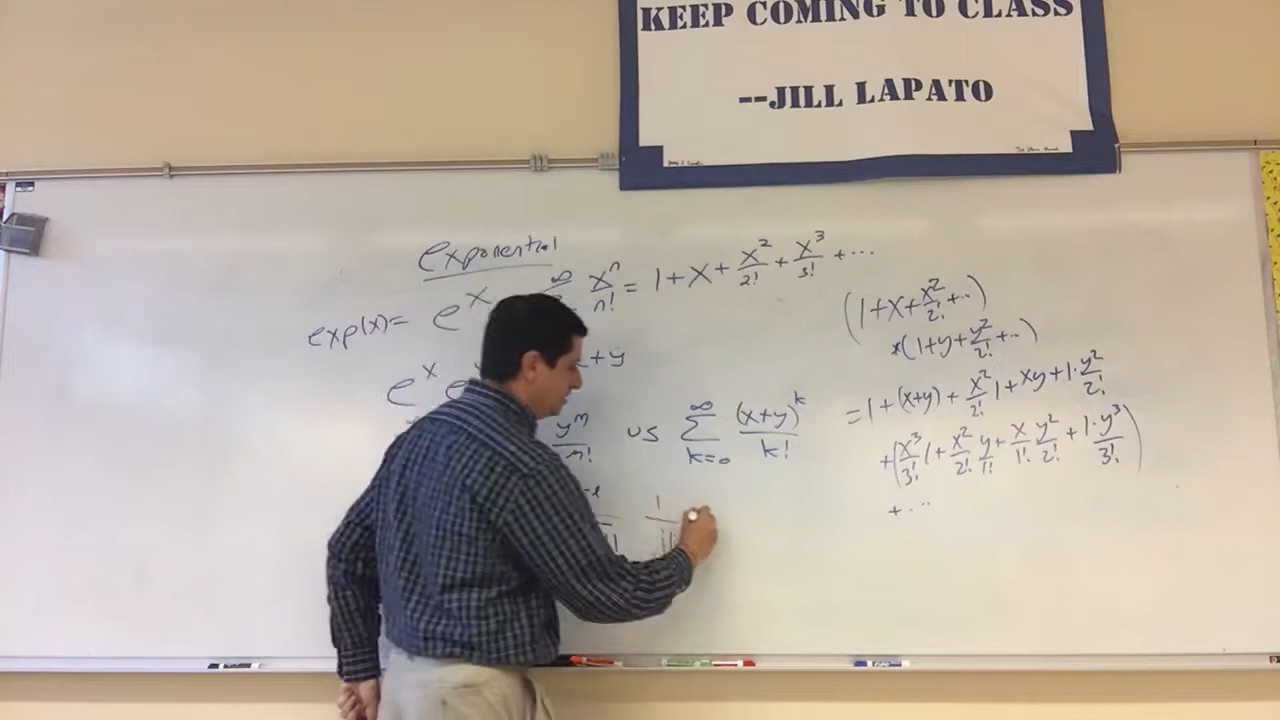 KEEP COMING TO CLASS
--JILL LAPATO
exponential
exp(x) = e^x ∞ x^n/n! = 1 + x + x^2/2! + x^3/3! + ...
e^x e + y
y^m/m! vs ∞ Σ k=0 (x+y)^k/k!
(1+x+x^2/2!+...)
*(1+y+y^2/2!+...)
= 1 + (x+y) + x^2/2! 1 + xy + 1·y^2/2!
+ (x^3/3! 1 + x^2/2! y/1! + x/1! y^2/2! + 1·y^3/3!)
+ ...